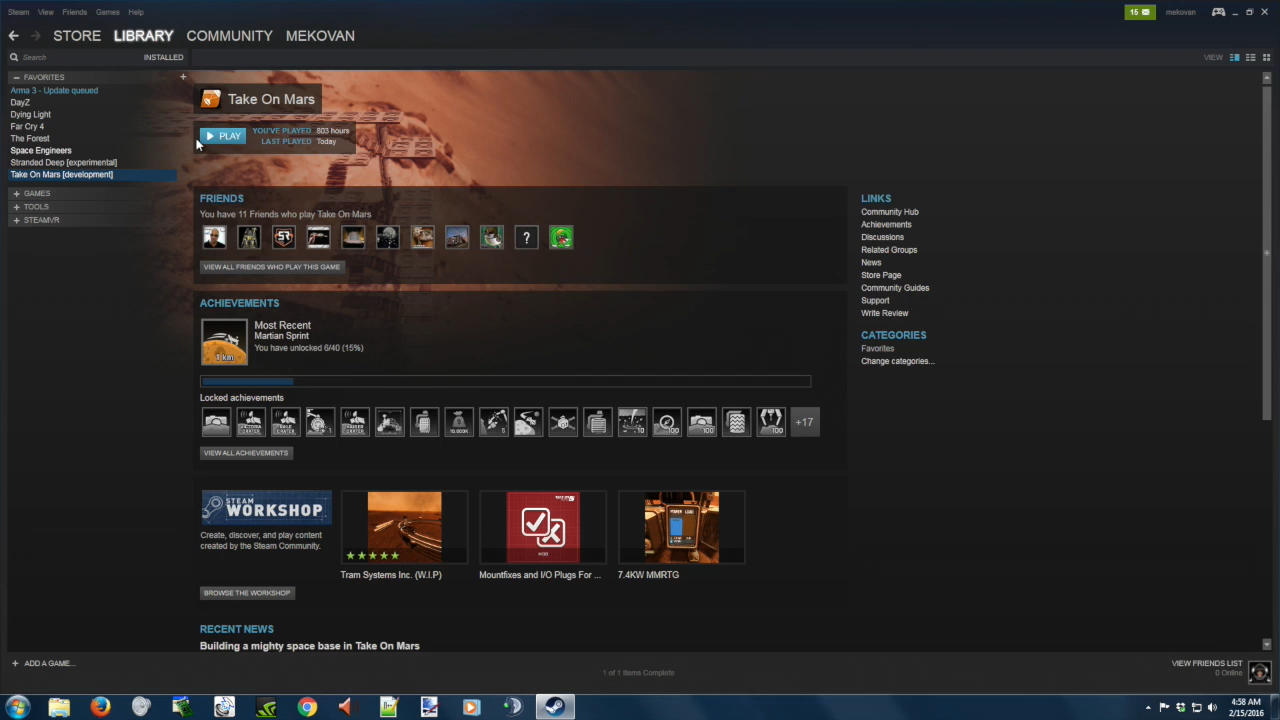 Steam View Friends Games Help
15
mekovan
STORE LIBRARY COMMUNITY MEKOVAN
Search INSTALLED
VIEW
FAVORITES
Arma 3 - Update queued
DayZ
Dying Light
Far Cry 4
The Forest
Space Engineers
Stranded Deep [experimental]
Take On Mars [development]
GAMES
TOOLS
STEAMVR
Take On Mars
PLAY
YOU'VE PLAYED 803 hours
LAST PLAYED Today
FRIENDS
You have 11 Friends who play Take On Mars
SR
?
VIEW ALL FRIENDS WHO PLAY THIS GAME
ACHIEVEMENTS
Most Recent
Martian Sprint
You have unlocked 6/40 (15%)
1 km
Locked achievements
+17
VIEW ALL ACHIEVEMENTS
STEAM
WORKSHOP
Create, discover, and play content
created by the Steam Community.
BROWSE THE WORKSHOP
Tram Systems Inc. (W.I.P)
Mountfixes and I/O Plugs For ...
7.4KW MMRTG
RECENT NEWS
Building a mighty space base in Take On Mars
LINKS
Community Hub
Achievements
Discussions
Related Groups
News
Store Page
Community Guides
Support
Write Review
CATEGORIES
Favorites
Change categories...
ADD A GAME...
1 of 1 Items Complete
VIEW FRIENDS LIST
0 Online
4:58 AM
2/15/2016